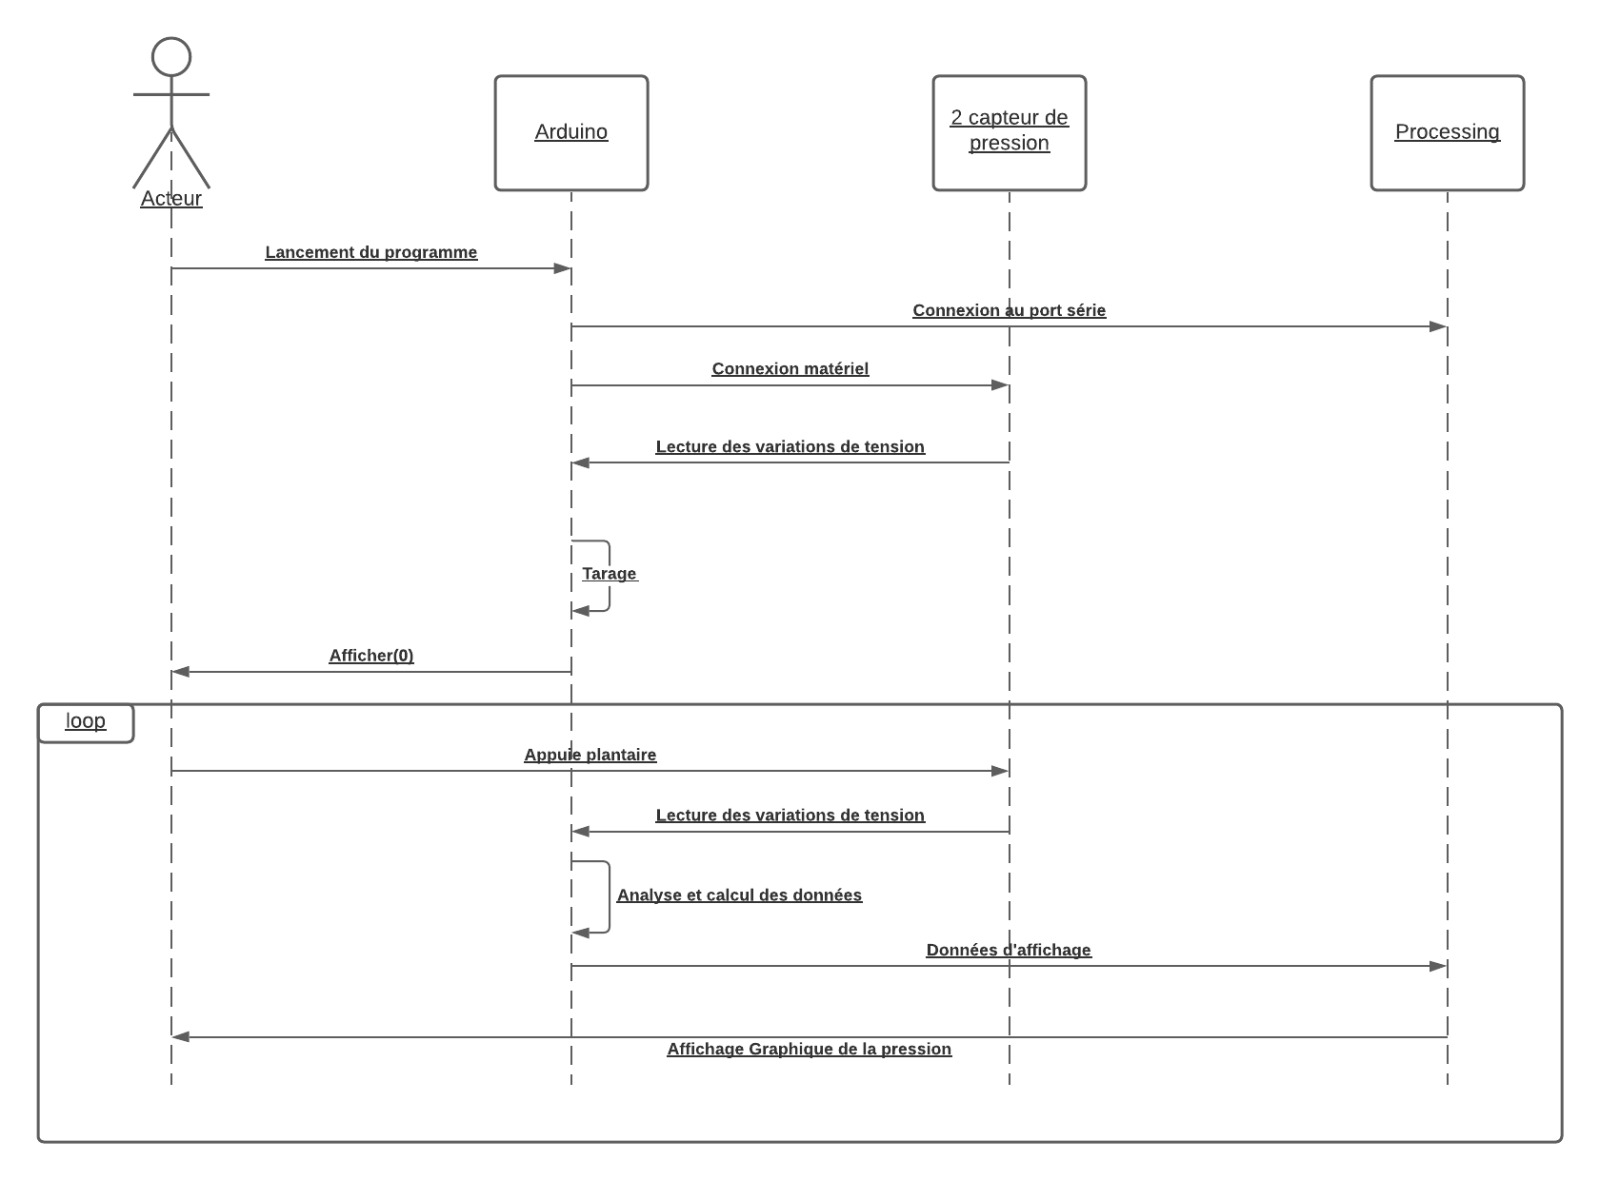 Acteur
Arduino
2 capteur de
pression
Processing
Lancement du programme
Connexion au port série
Connexion matériel
Lecture des variations de tension
Tarage
Afficher(0)
loop
Appuie plantaire
Lecture des variations de tension
Analyse et calcul des données
Données d'affichage
Affichage Graphique de la pression